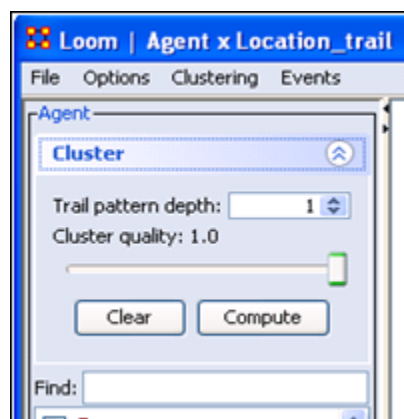 Loom | Agent x Location_trail
File Options Clustering Events
Agent
Cluster
Trail pattern depth: 1
Cluster quality: 1.0
Clear Compute
Find: